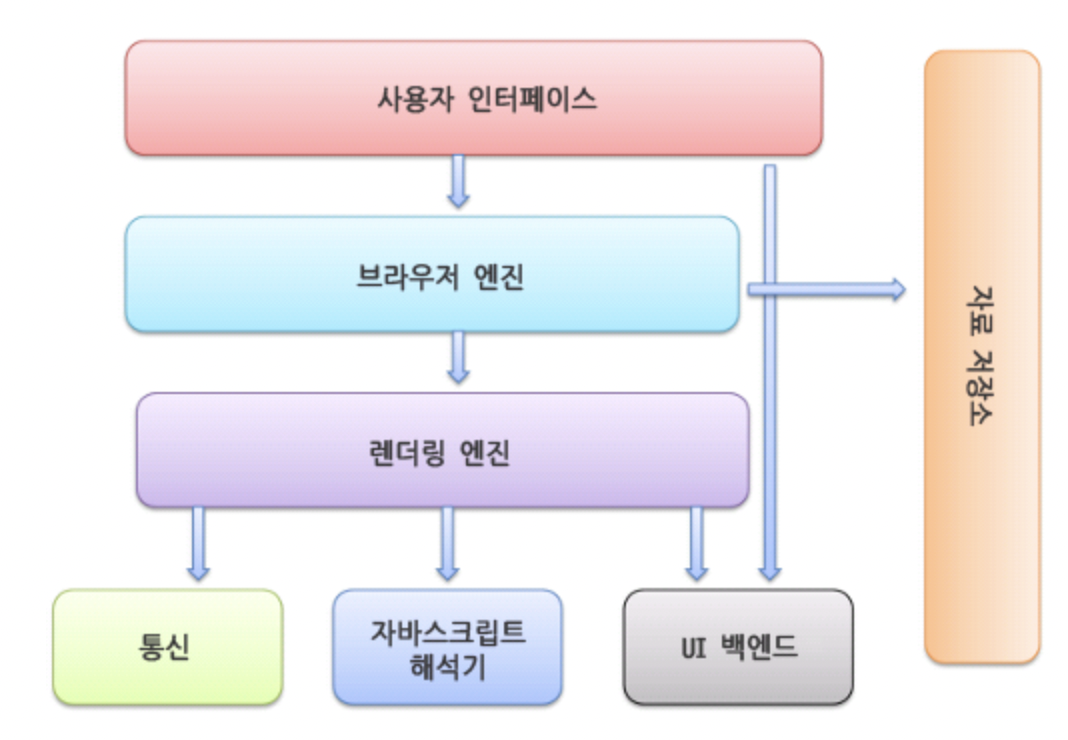 사용자 인터페이스
브라우저 엔진
렌더링 엔진
통신
자바스크립트
해석기
UI 백엔드
자료 저장소